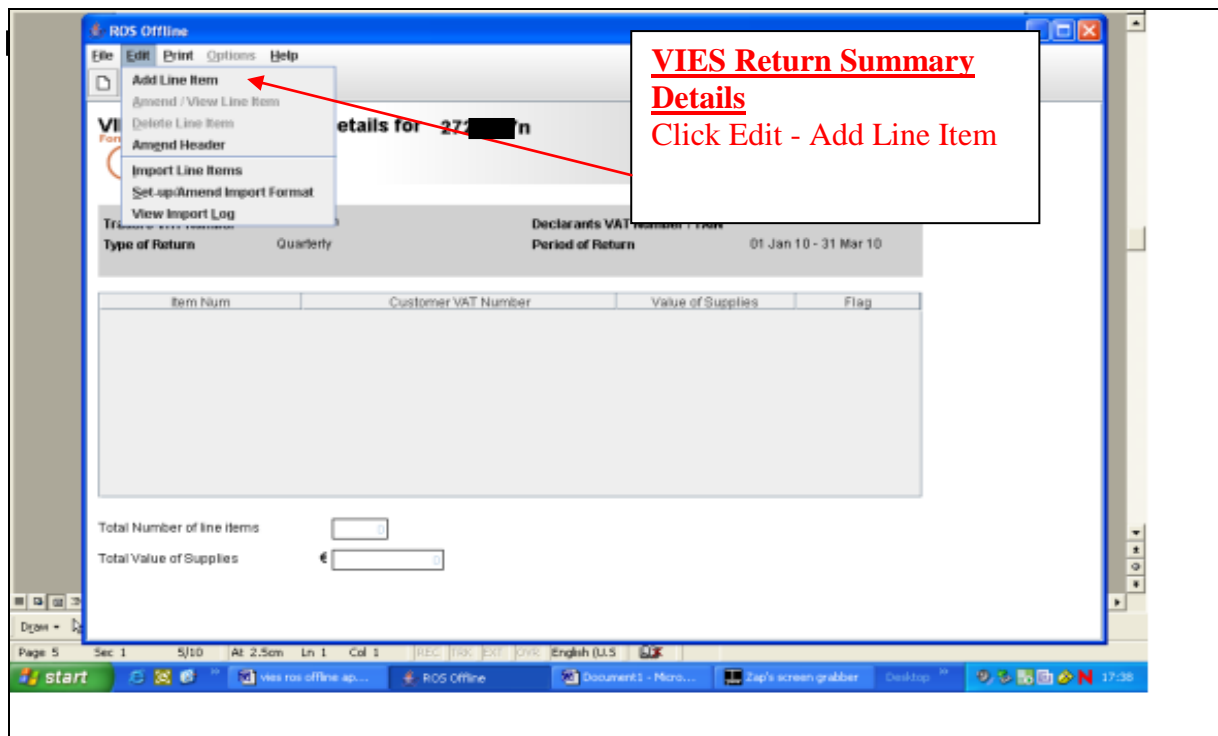 ROS Offline
File Edit Print Options Help
VIES Return Summary
Details
Click Edit - Add Line Item
Add Line Item
Amend / View Line Item
Delete Line Item
Amend Header
Import Line Items
Set-up/Amend Import Format
View Import Log
VI etails for 272 n
Declarants VAT
Type of Return Quarterly Period of Return 01 Jan 10 - 31 Mar 10
Item Num Customer VAT Number Value of Supplies Flag
Total Number of line items 0
Total Value of Supplies € 0
Draw
Page 5 Sec 1 5/10 At 2.5cm Ln 1 Col 1 REC TRK EXT OVR English (U.S
start vies ros offline ap... ROS Offline Document1 - Micro... Zap's screen grabber Desktop 17:38